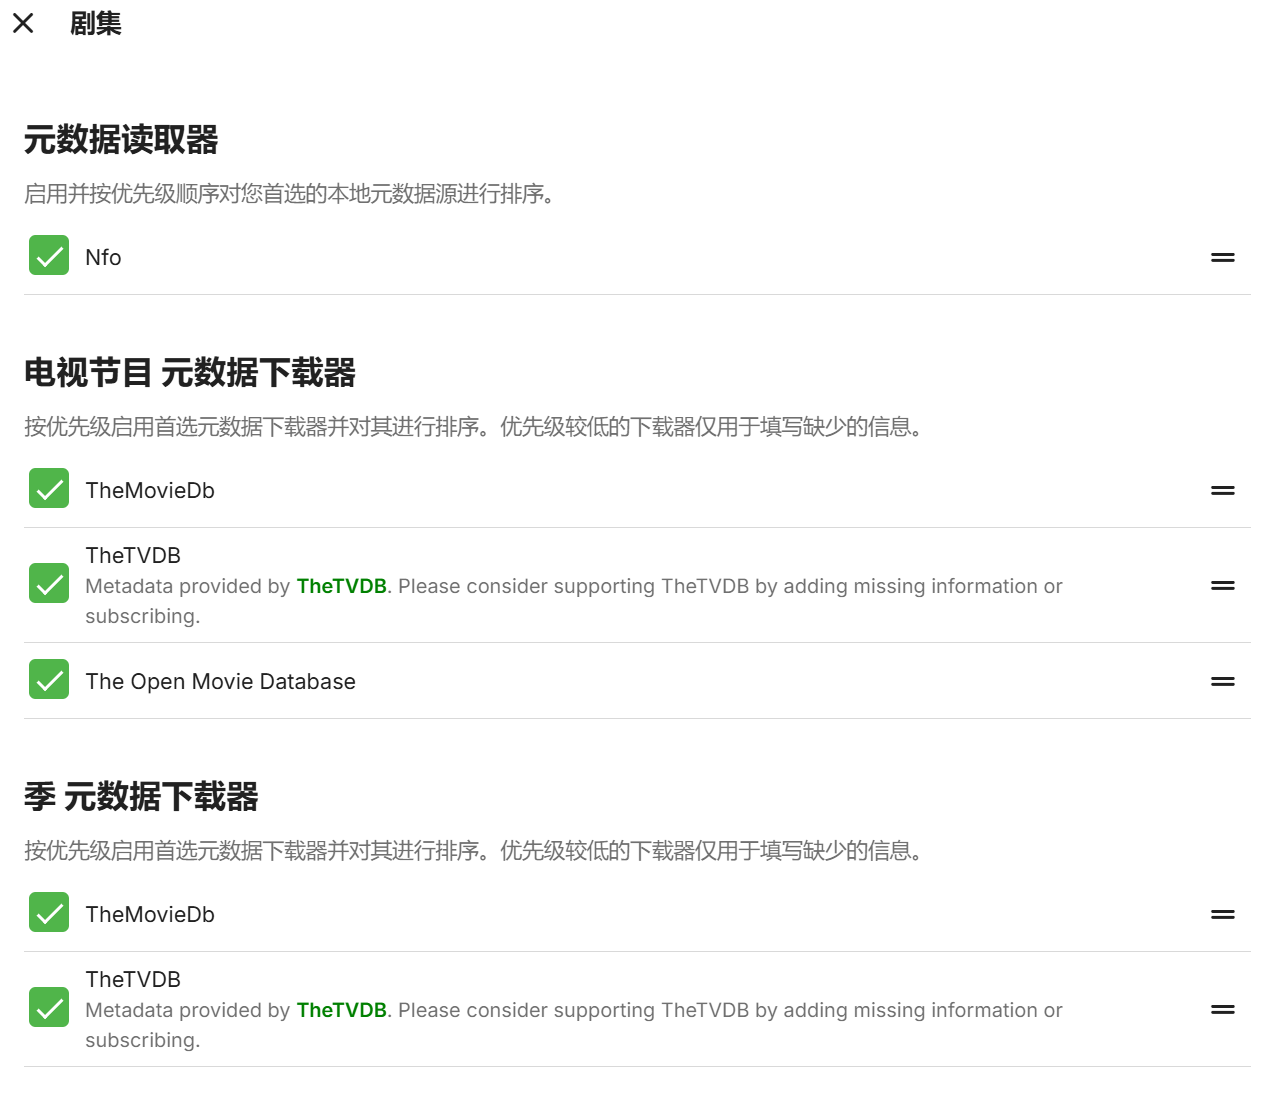 剧集
元数据读取器
启用并按优先级顺序对您首选的本地元数据源进行排序。
Nfo
电视节目 元数据下载器
按优先级启用首选元数据下载器并对其进行排序。优先级较低的下载器仅用于填写缺少的信息。
TheMovieDb
TheTVDB
Metadata provided by TheTVDB. Please consider supporting TheTVDB by adding missing information or
subscribing.
The Open Movie Database
季 元数据下载器
按优先级启用首选元数据下载器并对其进行排序。优先级较低的下载器仅用于填写缺少的信息。
TheMovieDb
TheTVDB
Metadata provided by TheTVDB. Please consider supporting TheTVDB by adding missing information or
subscribing.